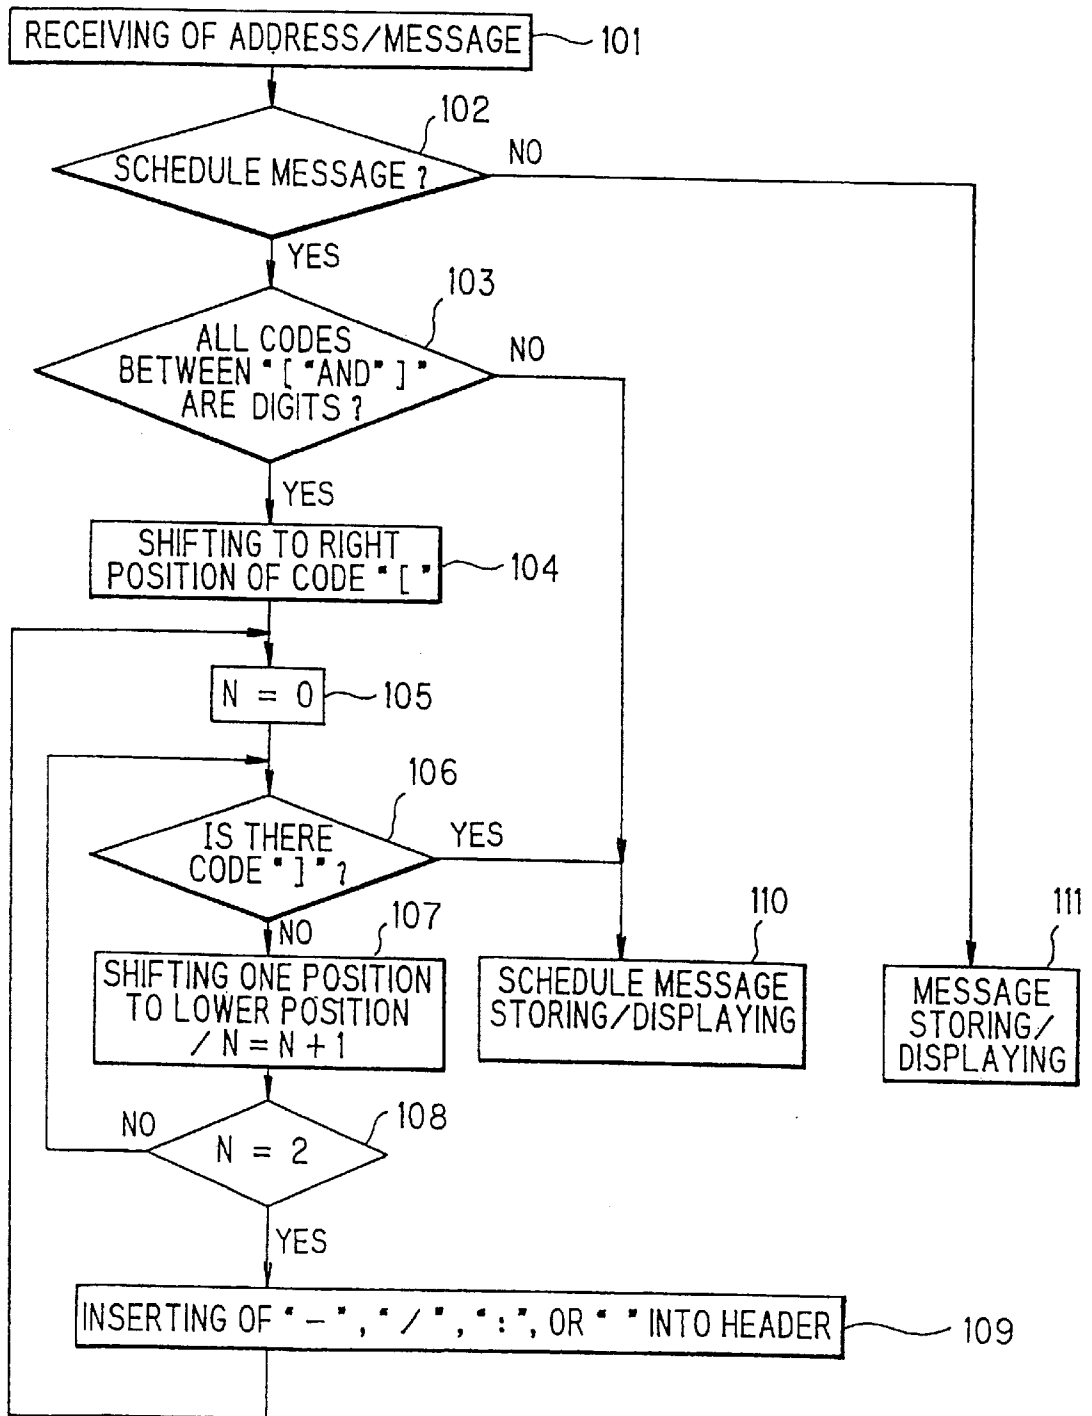 RECEIVING OF ADDRESS/MESSAGE
101
102
SCHEDULE MESSAGE ?
NO
YES
103
ALL CODES
BETWEEN "["AND"]"
ARE DIGITS ?
NO
YES
SHIFTING TO RIGHT
POSITION OF CODE "["
104
N = 0
105
106
IS THERE
CODE "]" ?
YES
NO
107
SHIFTING ONE POSITION
TO LOWER POSITION
/ N = N + 1
110
SCHEDULE MESSAGE
STORING/DISPLAYING
111
MESSAGE
STORING/
DISPLAYING
108
N = 2
NO
YES
INSERTING OF "-", "/", ":", OR " " INTO HEADER
109